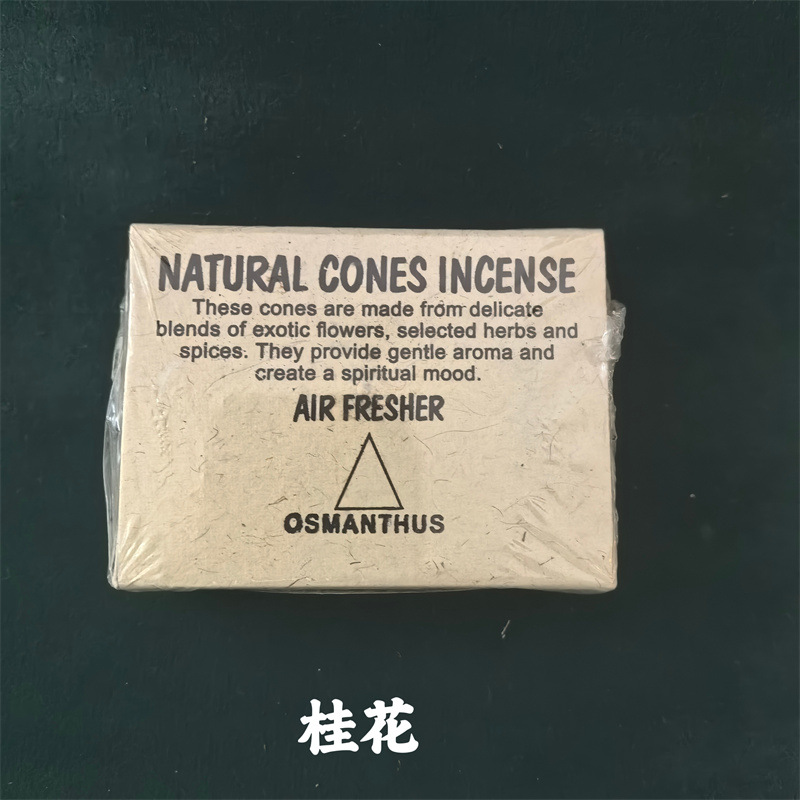 NATURAL CONES INCENSE
These cones are made from delicate
blends of exotic flowers, selected herbs and
spices. They provide gentle aroma and
create a spiritual mood.
AIR FRESHER
OSMANTHUS
桂花